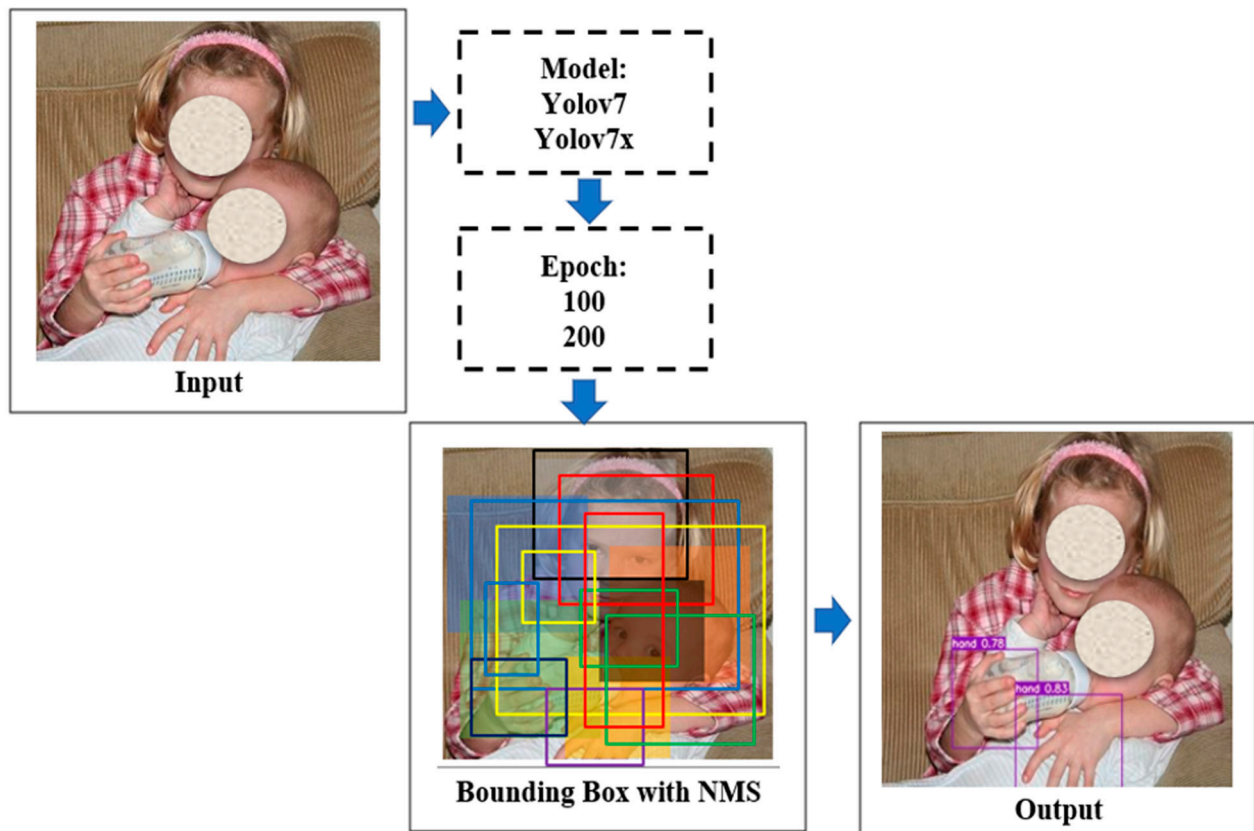 Input
Model:
Yolov7
Yolov7x
Epoch:
100
200
Bounding Box with NMS
hand 0.78
hand 0.83
Output